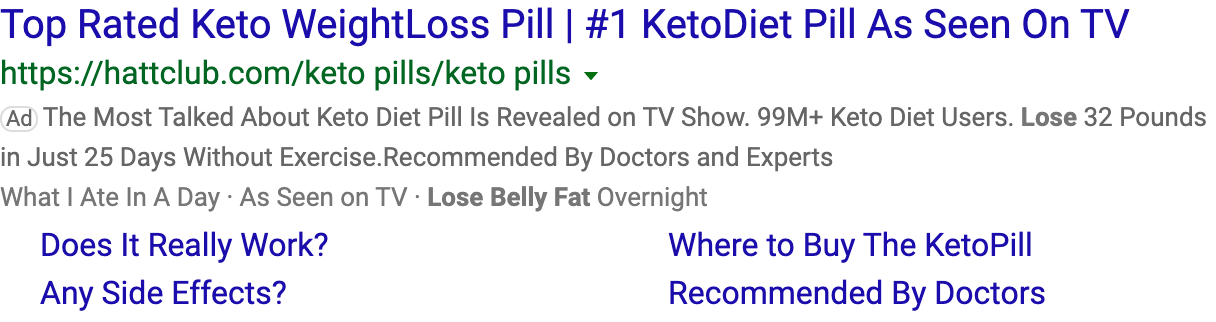 Top Rated Keto WeightLoss Pill | #1 KetoDiet Pill As Seen On TV
https://hattclub.com/keto pills/keto pills
Ad The Most Talked About Keto Diet Pill Is Revealed on TV Show. 99M+ Keto Diet Users. Lose 32 Pounds
in Just 25 Days Without Exercise.Recommended By Doctors and Experts
What I Ate In A Day · As Seen on TV · Lose Belly Fat Overnight
Does It Really Work? Where to Buy The KetoPill
Any Side Effects? Recommended By Doctors